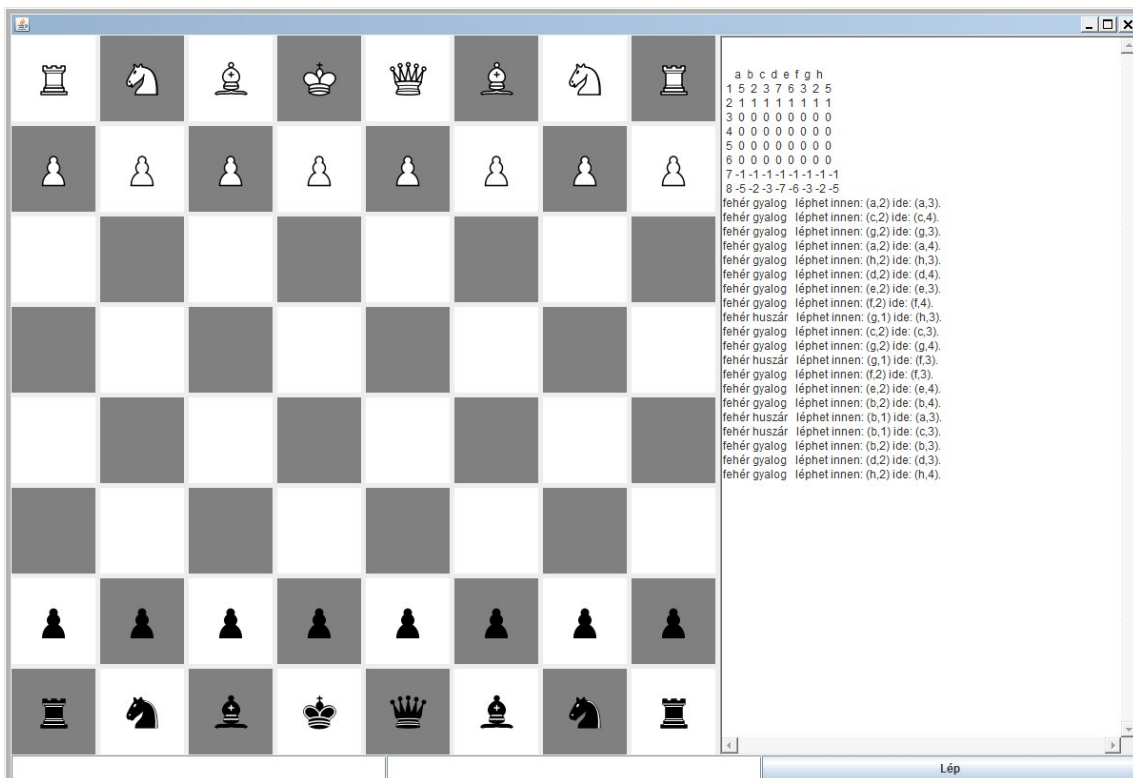 a b c d e f g h
1 5 2 3 7 6 3 2 5
2 1 1 1 1 1 1 1 1
3 0 0 0 0 0 0 0 0
4 0 0 0 0 0 0 0 0
5 0 0 0 0 0 0 0 0
6 0 0 0 0 0 0 0 0
7 -1 -1 -1 -1 -1 -1 -1 -1
8 -5 -2 -3 -7 -6 -3 -2 -5
fehér gyalog léphet innen: (a,2) ide: (a,3).
fehér gyalog léphet innen: (c,2) ide: (c,4).
fehér gyalog léphet innen: (g,2) ide: (g,3).
fehér gyalog léphet innen: (a,2) ide: (a,4).
fehér gyalog léphet innen: (h,2) ide: (h,3).
fehér gyalog léphet innen: (d,2) ide: (d,4).
fehér gyalog léphet innen: (e,2) ide: (e,3).
fehér gyalog léphet innen: (f,2) ide: (f,4).
fehér huszár léphet innen: (g,1) ide: (h,3).
fehér gyalog léphet innen: (c,2) ide: (c,3).
fehér gyalog léphet innen: (g,2) ide: (g,4).
fehér huszár léphet innen: (g,1) ide: (f,3).
fehér gyalog léphet innen: (f,2) ide: (f,3).
fehér gyalog léphet innen: (e,2) ide: (e,4).
fehér gyalog léphet innen: (b,2) ide: (b,4).
fehér huszár léphet innen: (b,1) ide: (a,3).
fehér huszár léphet innen: (b,1) ide: (c,3).
fehér gyalog léphet innen: (b,2) ide: (b,3).
fehér gyalog léphet innen: (d,2) ide: (d,3).
fehér gyalog léphet innen: (h,2) ide: (h,4).
Lép